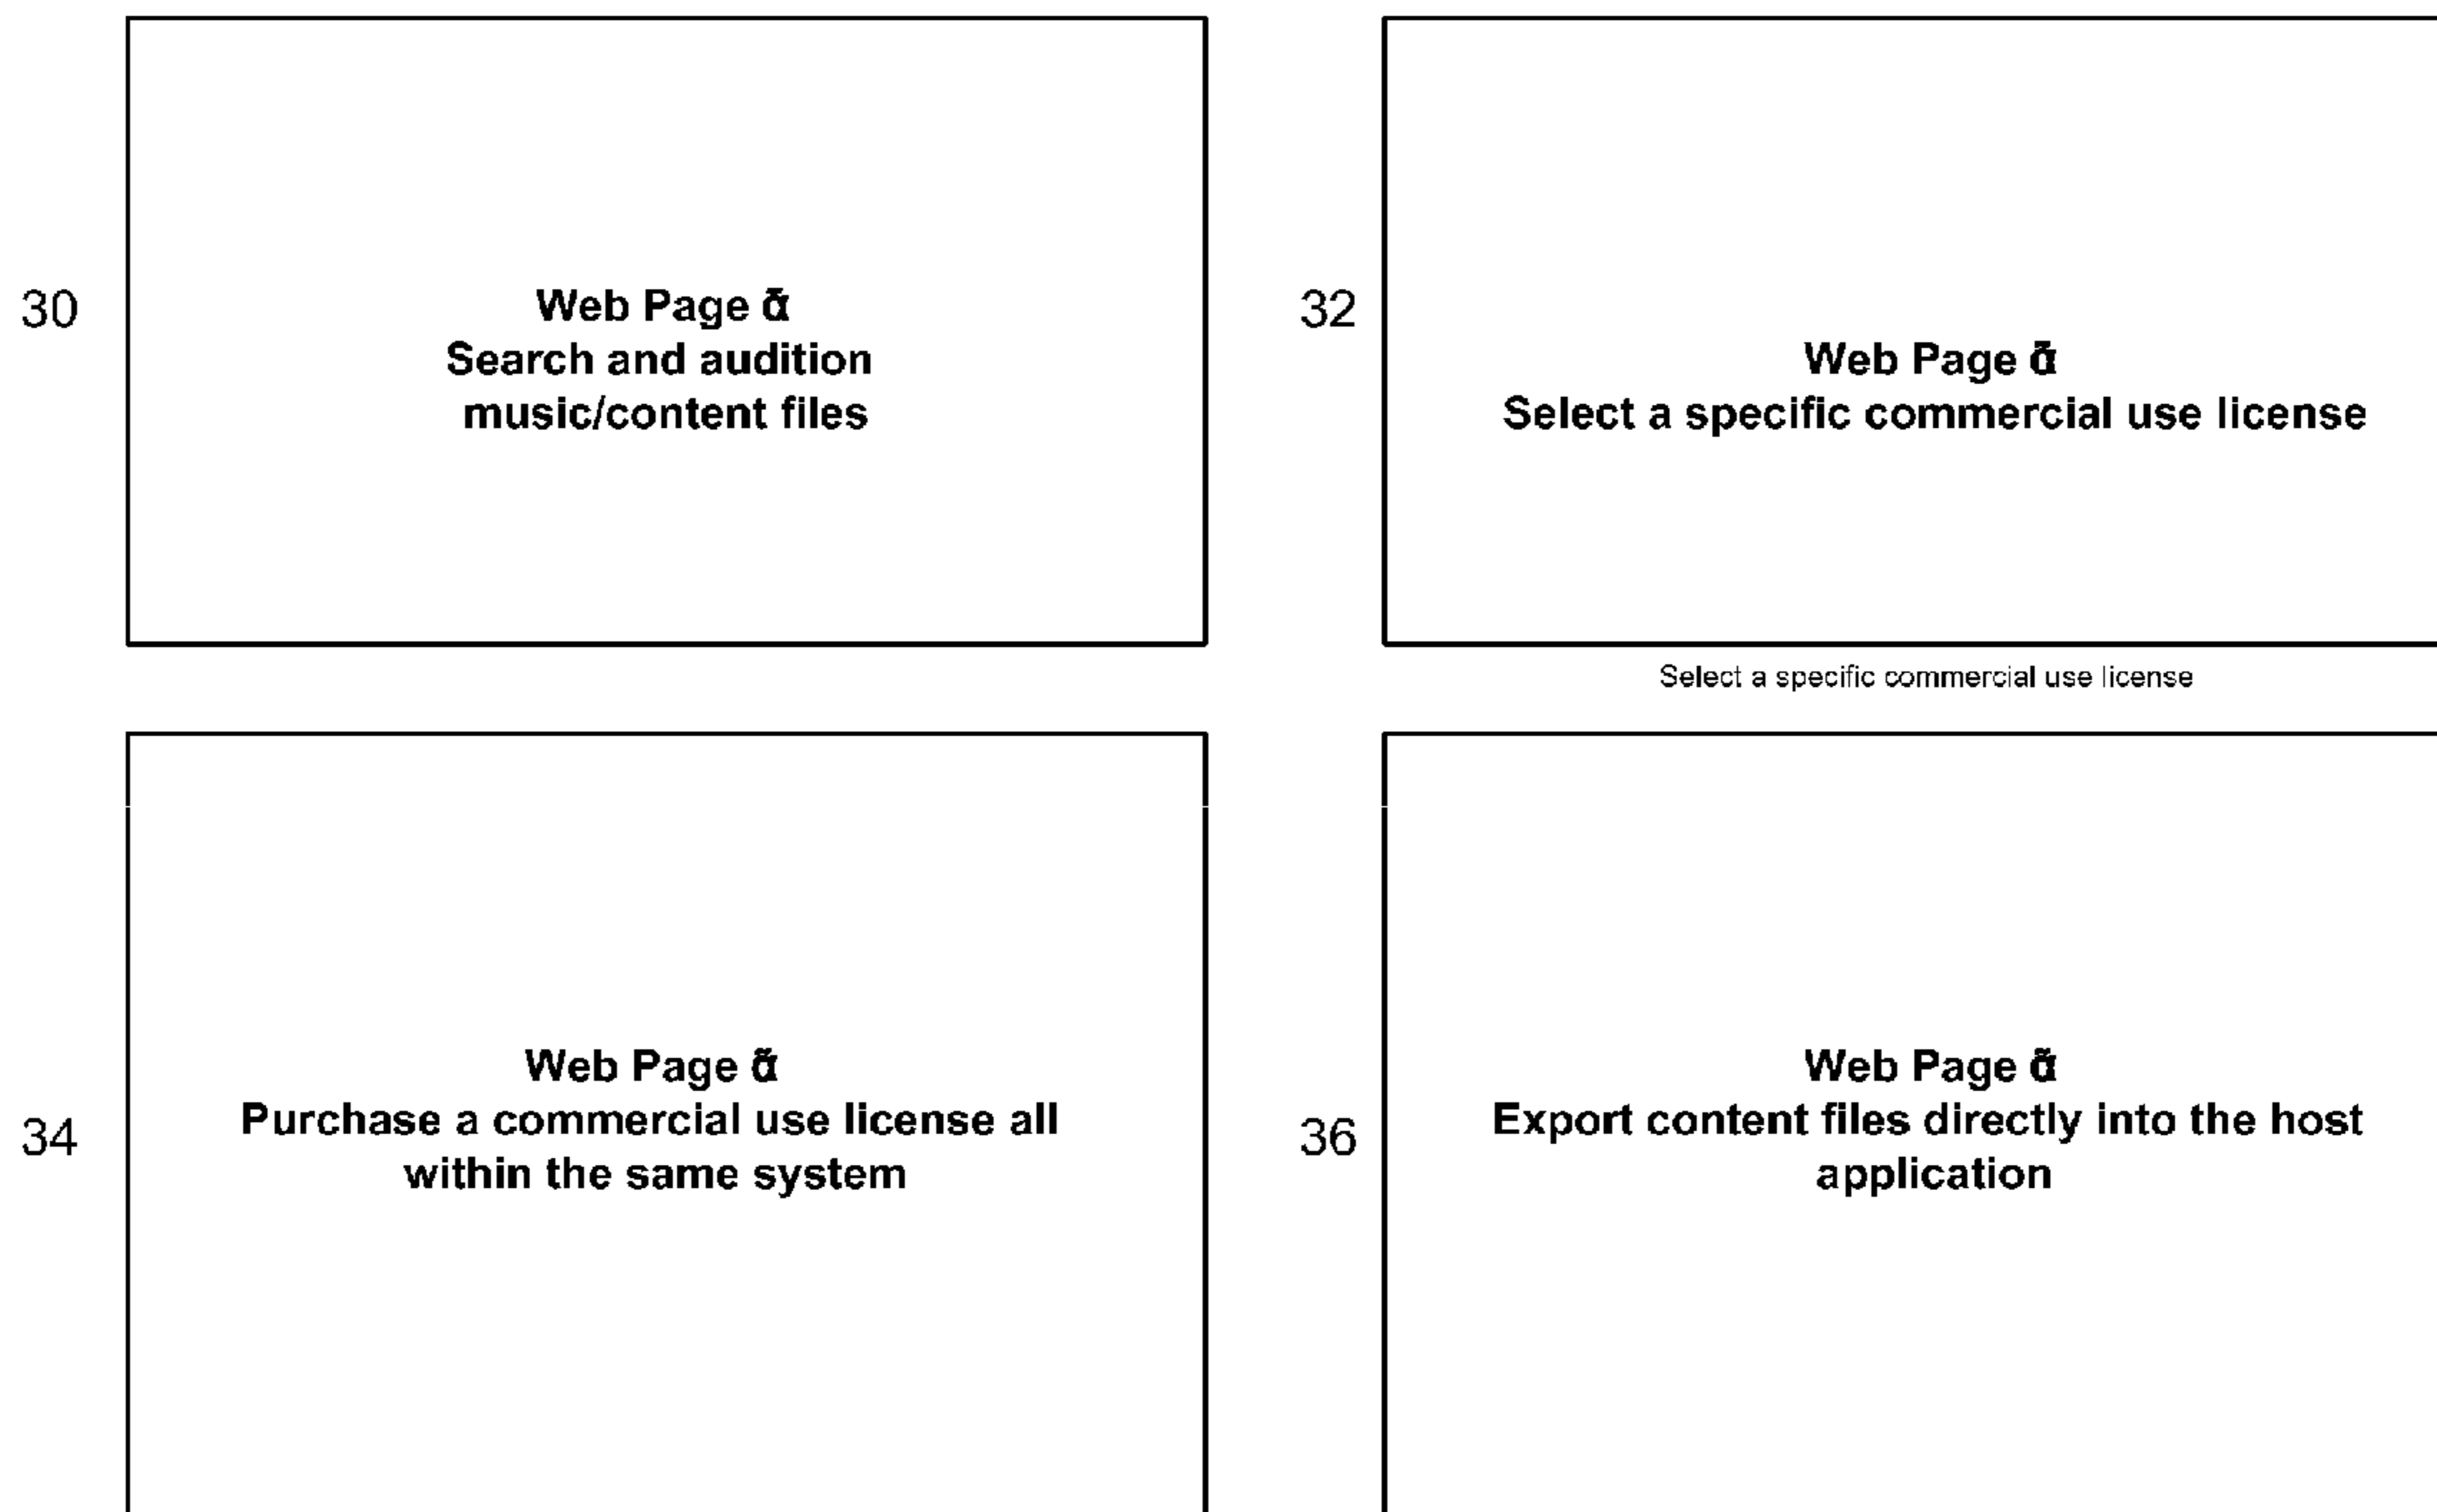 30
Web Page
Search and audition
music/content files
32
Web Page
Select a specific commercial use license
Select a specific commercial use license
34
Web Page
Purchase a commercial use license all
within the same system
36
Web Page
Export content files directly into the host
application